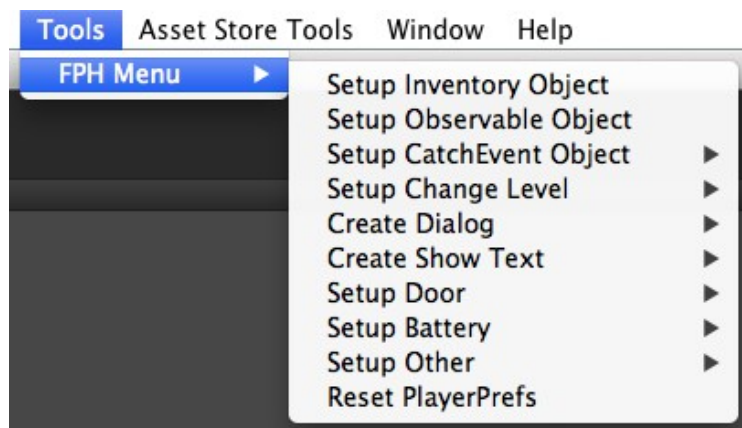 Tools Asset Store Tools Window Help
FPH Menu
Setup Inventory Object
Setup Observable Object
Setup CatchEvent Object
Setup Change Level
Create Dialog
Create Show Text
Setup Door
Setup Battery
Setup Other
Reset PlayerPrefs